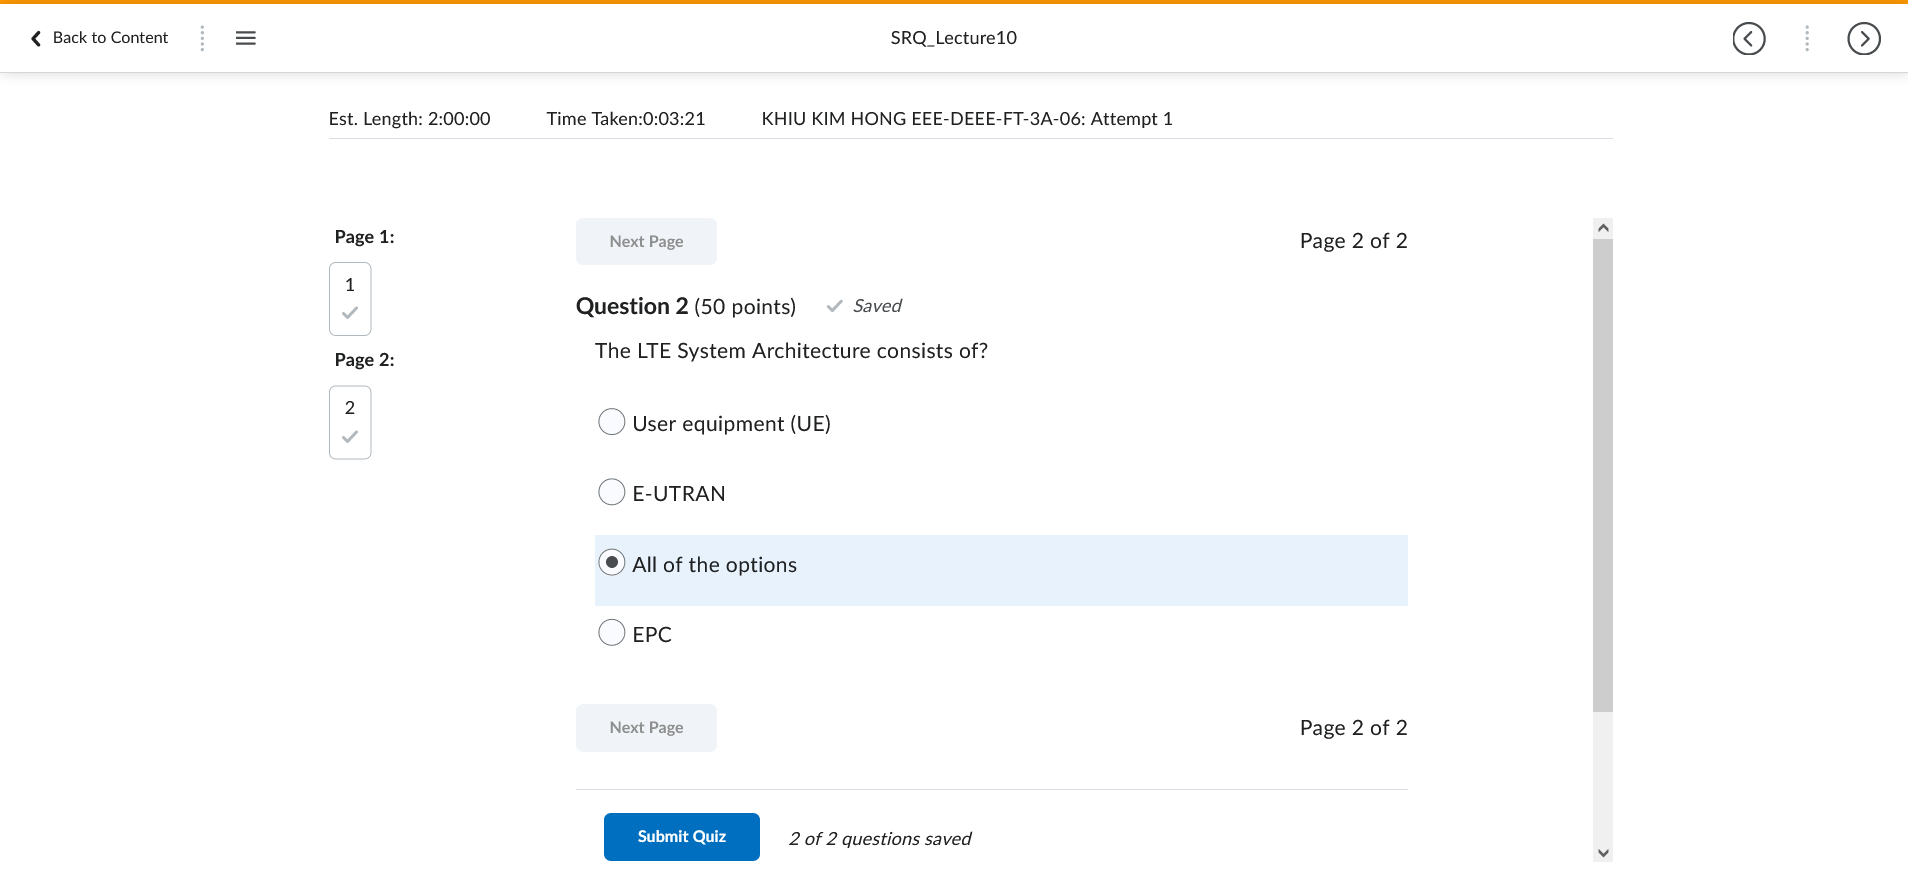 Back to Content
SRQ_Lecture10
Est. Length: 2:00:00 Time Taken:0:03:21 KHIU KIM HONG EEE-DEEE-FT-3A-06: Attempt 1
Page 1:
1
Page 2:
2
Next Page Page 2 of 2
Question 2 (50 points) Saved
The LTE System Architecture consists of?
User equipment (UE)
E-UTRAN
All of the options
EPC
Next Page Page 2 of 2
Submit Quiz 2 of 2 questions saved